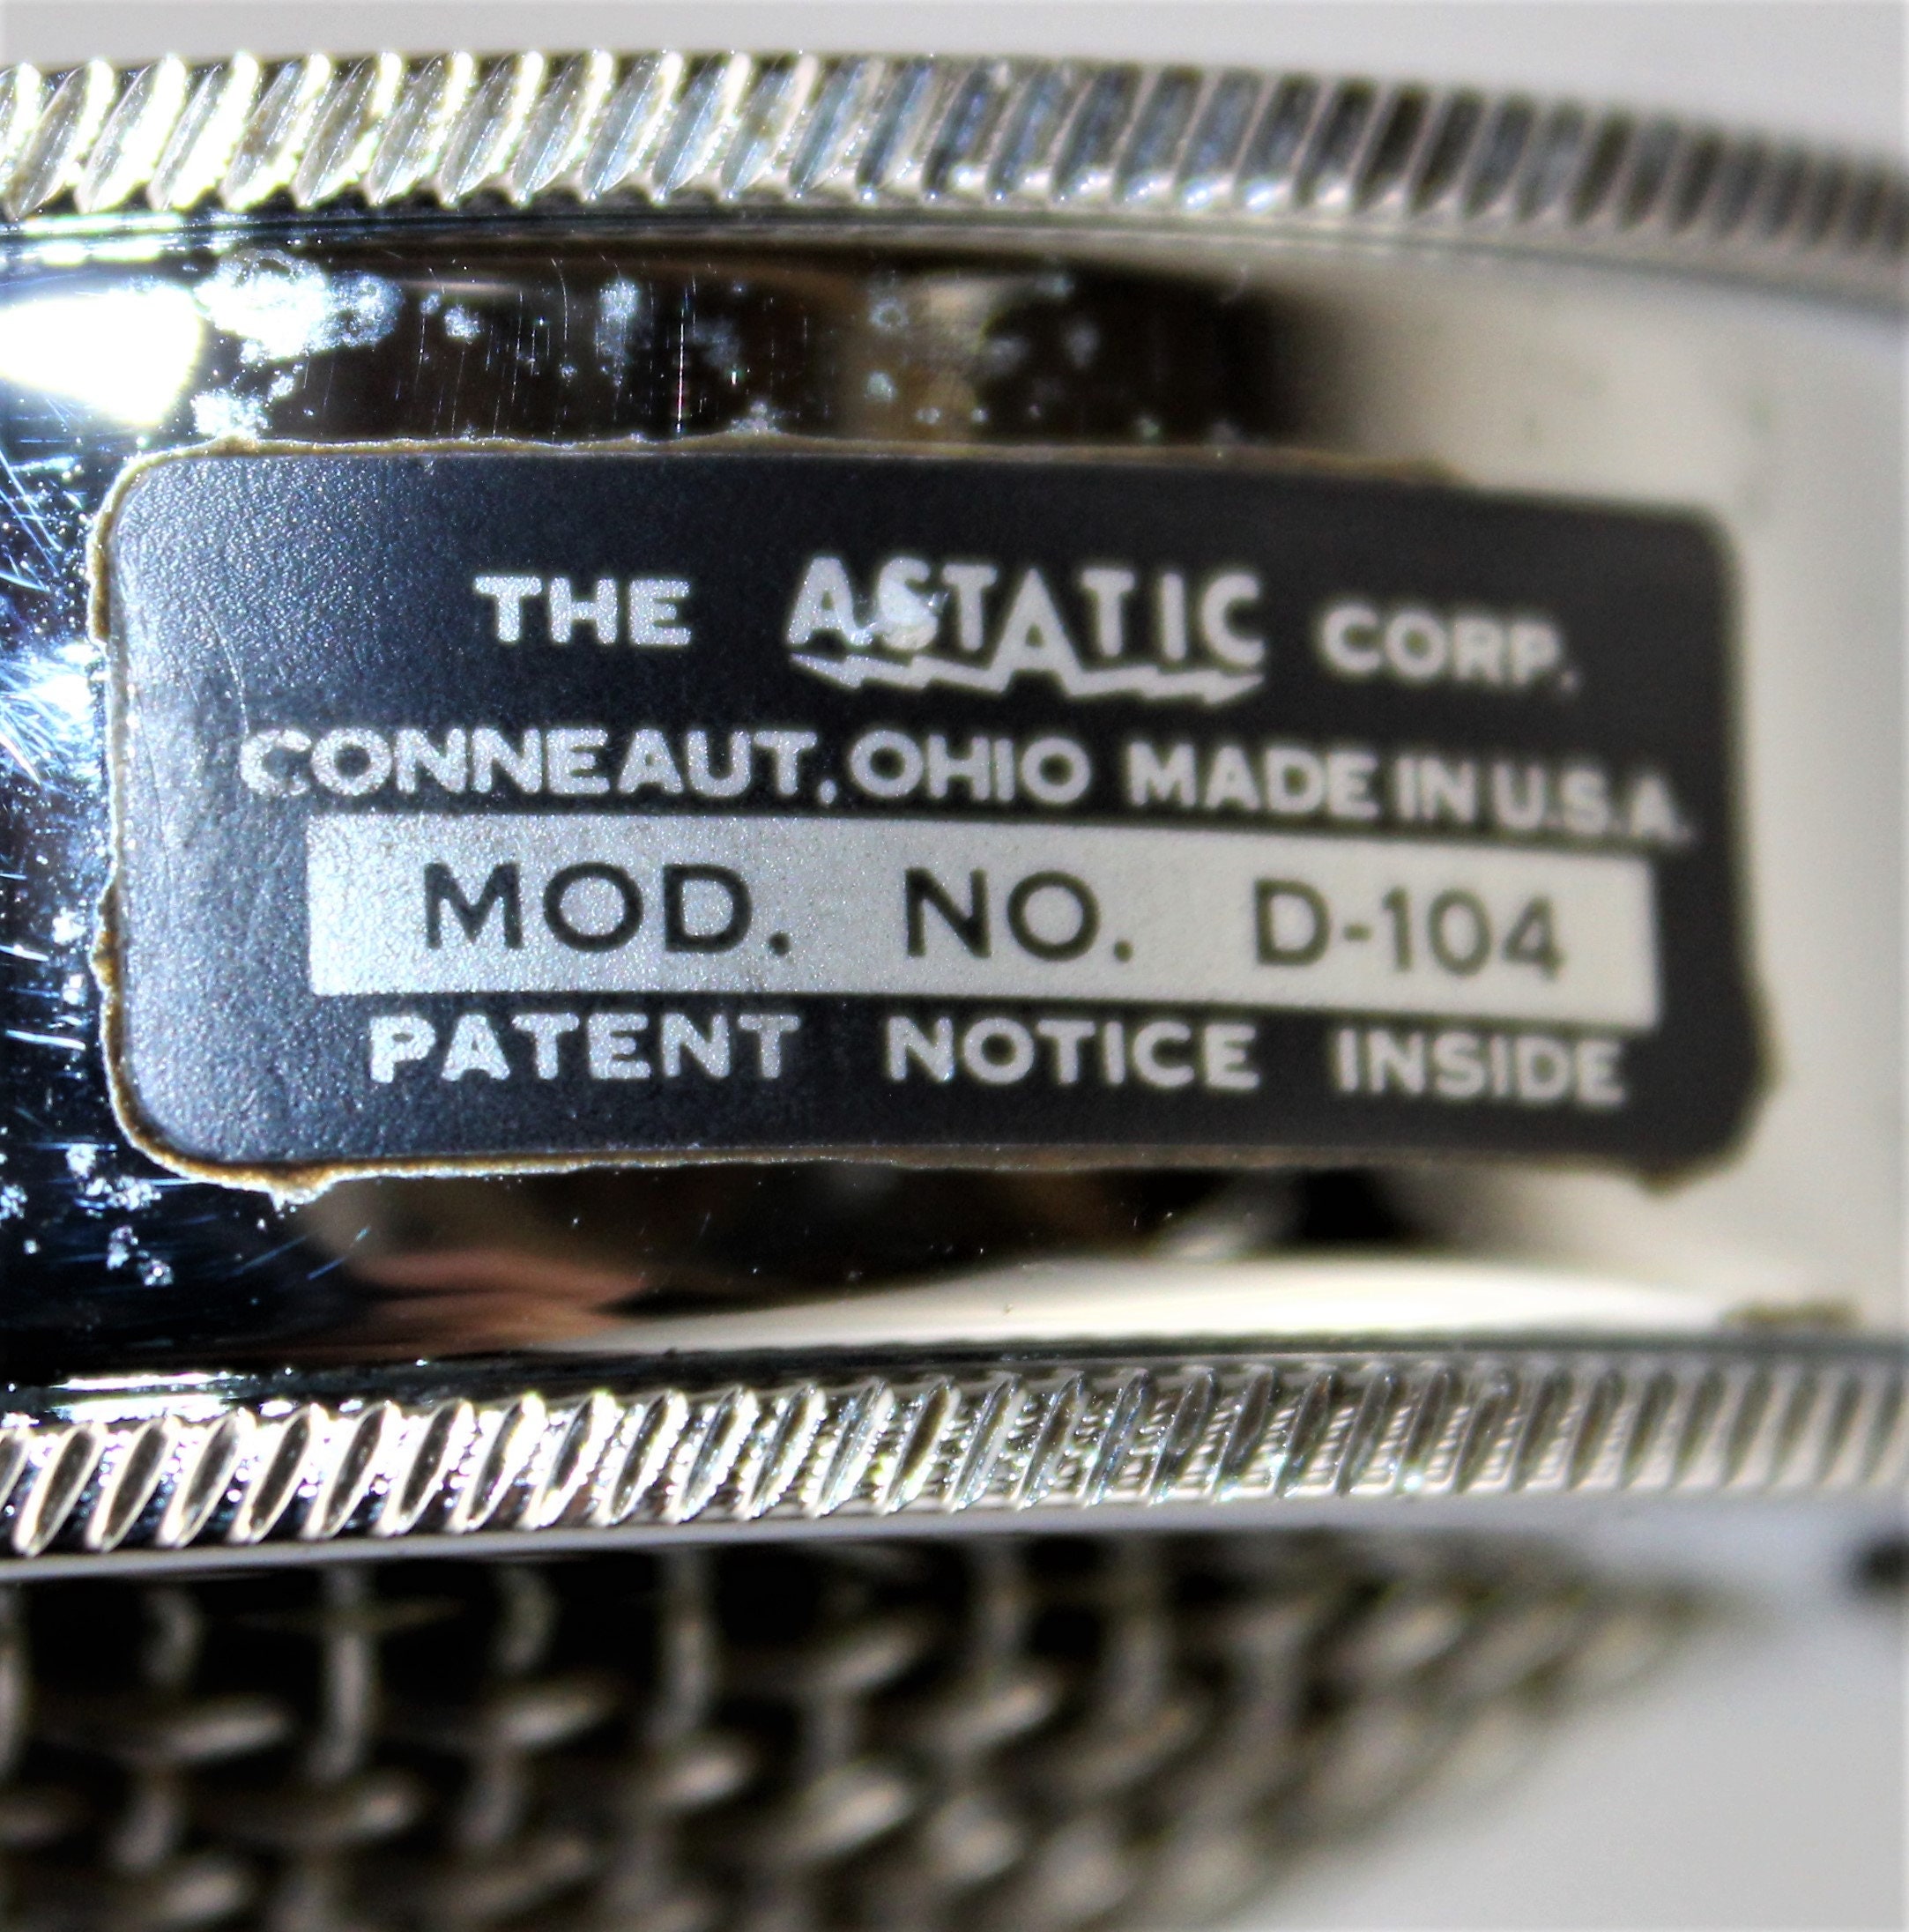 THE ASTATIC CORP.
CONNEAUT, OHIO MADE IN U.S.A.
MOD. NO. D-104
PATENT NOTICE INSIDE